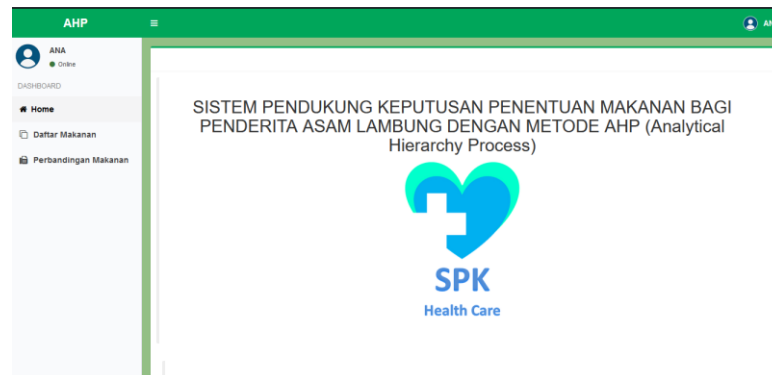 AHP
AN
ANA
Online
DASHBOARD
Home
Daftar Makanan
Perbandingan Makanan
SISTEM PENDUKUNG KEPUTUSAN PENENTUAN MAKANAN BAGI
PENDERITA ASAM LAMBUNG DENGAN METODE AHP (Analytical
Hierarchy Process)
SPK
Health Care